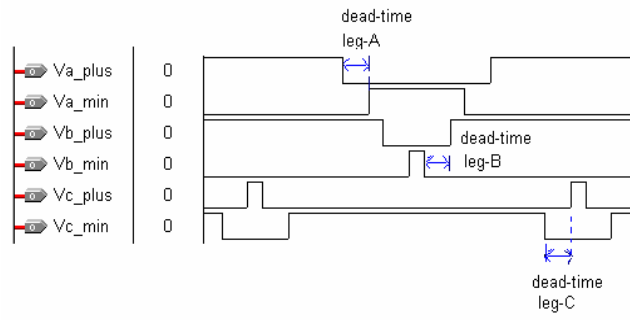 dead-time
leg-A
Va_plus 0
Va_min 0
Vb_plus 0
dead-time
Vb_min 0
leg-B
Vc_plus 0
Vc_min 0
dead-time
leg-C